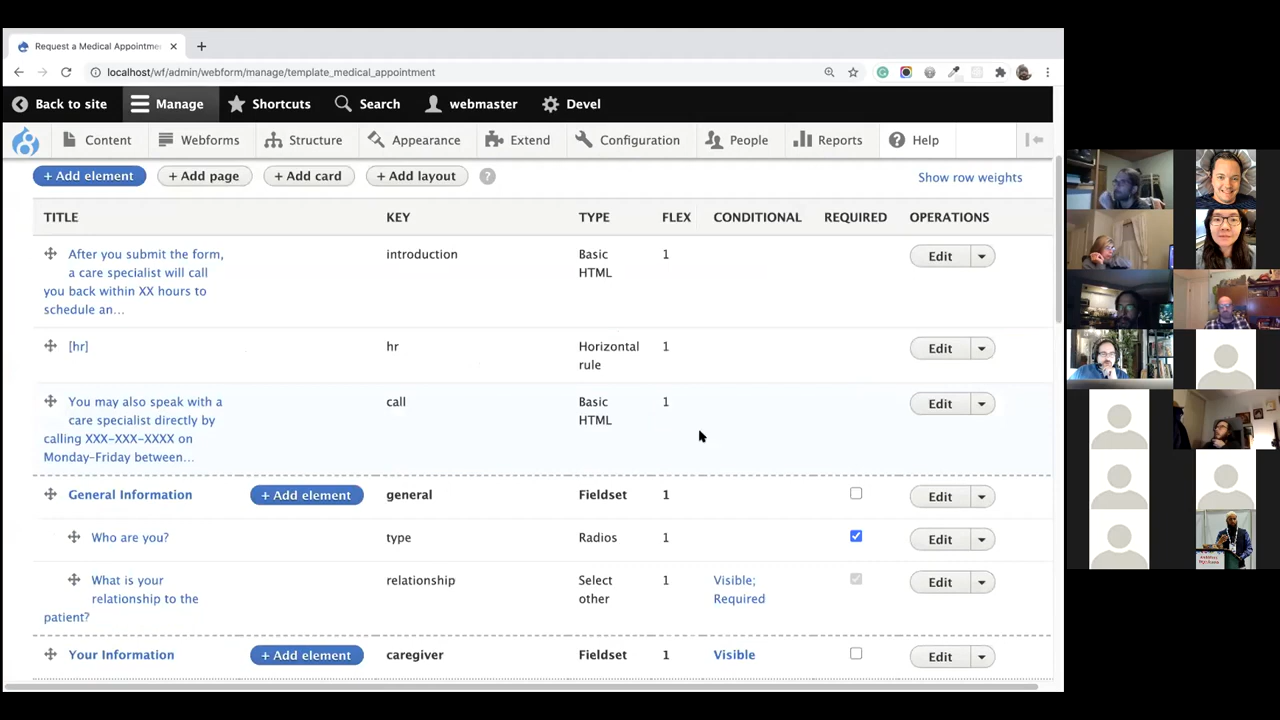 Request a Medical Appointme
localhost/wf/admin/webform/manage/template_medical_appointment
Back to site Manage Shortcuts Search webmaster Devel
Content Webforms Structure Appearance Extend Configuration People Reports Help
+ Add element + Add page + Add card + Add layout ? Show row weights
TITLE KEY TYPE FLEX CONDITIONAL REQUIRED OPERATIONS
After you submit the form, introduction Basic 1 Edit
a care specialist will call HTML
you back within XX hours to
schedule an...
[hr] hr Horizontal 1 Edit
rule
You may also speak with a call Basic 1 Edit
care specialist directly by HTML
calling XXX-XXX-XXXX on
Monday-Friday between...
General Information + Add element general Fieldset 1 Edit
Who are you? type Radios 1 Edit
What is your relationship Select 1 Visible; Edit
relationship to the other Required
patient?
Your Information + Add element caregiver Fieldset 1 Visible Edit